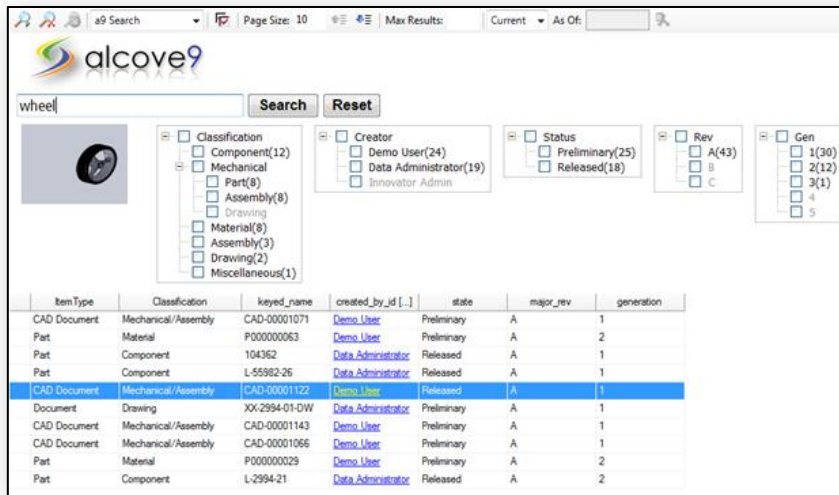 a9 Search Page Size: 10 Max Results: Current As Of:
alcove9
wheel Search Reset
Classification
Component(12)
Mechanical
Part(8)
Assembly(8)
Drawing
Material(8)
Assembly(3)
Drawing(2)
Miscellaneous(1)
Creator
Demo User(24)
Data Administrator(19)
Innovator Admin
Status
Preliminary(25)
Released(18)
Rev
A(43)
B
C
Gen
1(30)
2(12)
3(1)
4
5
ItemType Classification keyed_name created_by_id [...] state major_rev generation
CAD Document Mechanical/Assembly CAD-00001071 Demo User Preliminary A 1
Part Material P000000063 Demo User Preliminary A 2
Part Component 104362 Data Administrator Released A 1
Part Component L-55982-26 Data Administrator Released A 1
CAD Document Mechanical/Assembly CAD-00001122 Demo User Released A 1
Document Drawing XX-2994-01-DW Data Administrator Preliminary A 1
CAD Document Mechanical/Assembly CAD-00001143 Demo User Preliminary A 1
CAD Document Mechanical/Assembly CAD-00001066 Demo User Preliminary A 1
Part Material P000000029 Demo User Preliminary A 2
Part Component L-2994-21 Data Administrator Released A 2